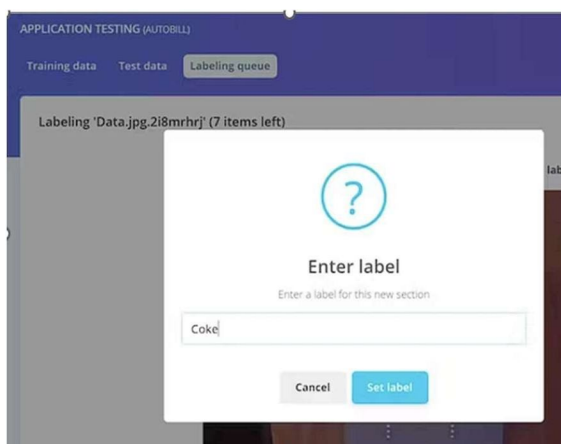 APPLICATION TESTING (AUTOBILL)
Training data Test data Labeling queue
Labeling 'Data.jpg.2i8mrhrj' (7 items left)
lab
?
Enter label
Enter a label for this new section
Coke
Cancel Set label